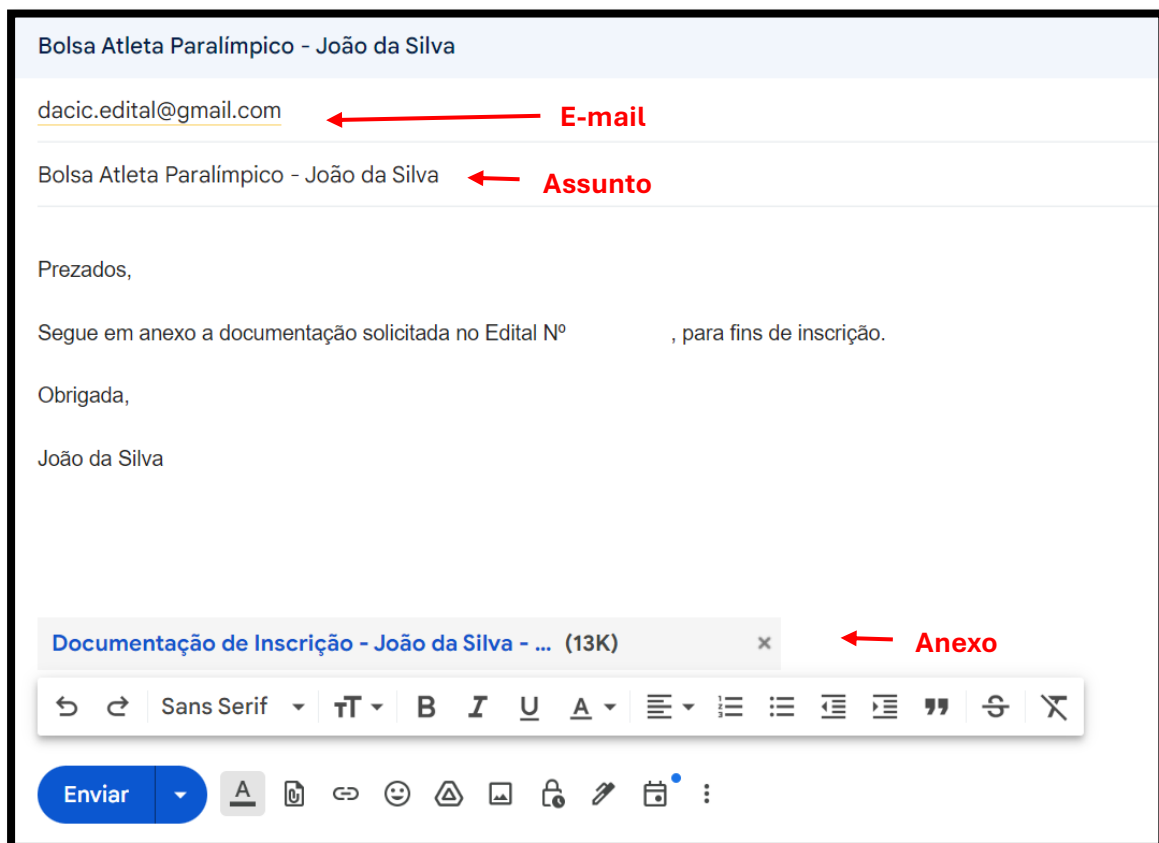 Bolsa Atleta Paralímpico - João da Silva
dacic.edital@gmail.com
E-mail
Bolsa Atleta Paralímpico - João da Silva
Assunto
Prezados,
Segue em anexo a documentação solicitada no Edital Nº , para fins de inscrição.
Obrigada,
João da Silva
Documentação de Inscrição - João da Silva - ... (13K)
Anexo
Sans Serif
Enviar